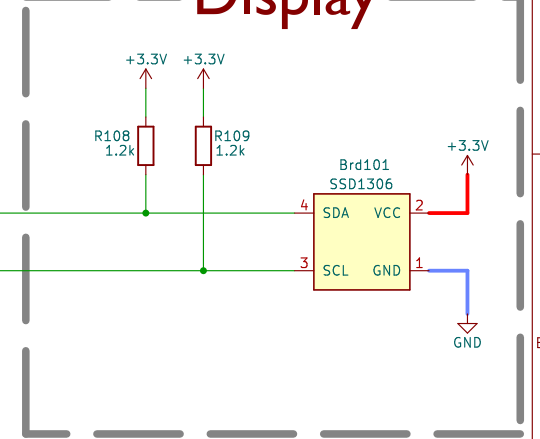 Display
+3.3V +3.3V
R108 R109
1.2k 1.2k
+3.3V
Brd101
SSD1306
4 SDA VCC 2
3 SCL GND 1
GND